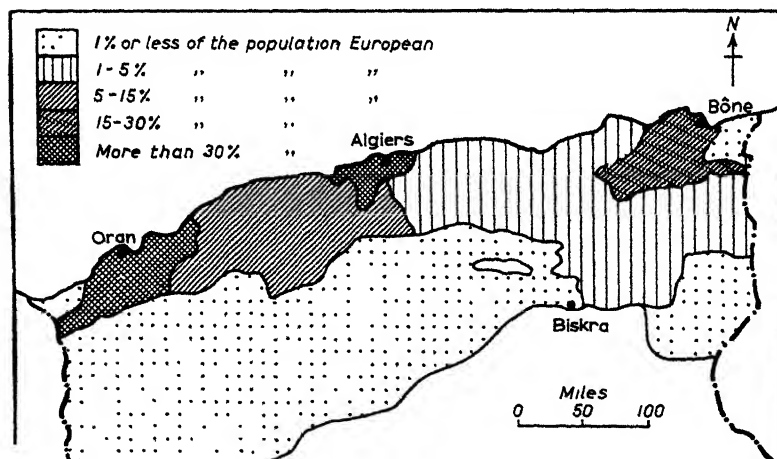 1% or less of the population European
1-5% ,, ,, ,,
5-15% ,, ,, ,,
15-30% ,, ,,
More than 30% ,,
N
Bône
Algiers
Oran
Biskra
Miles
0 50 100